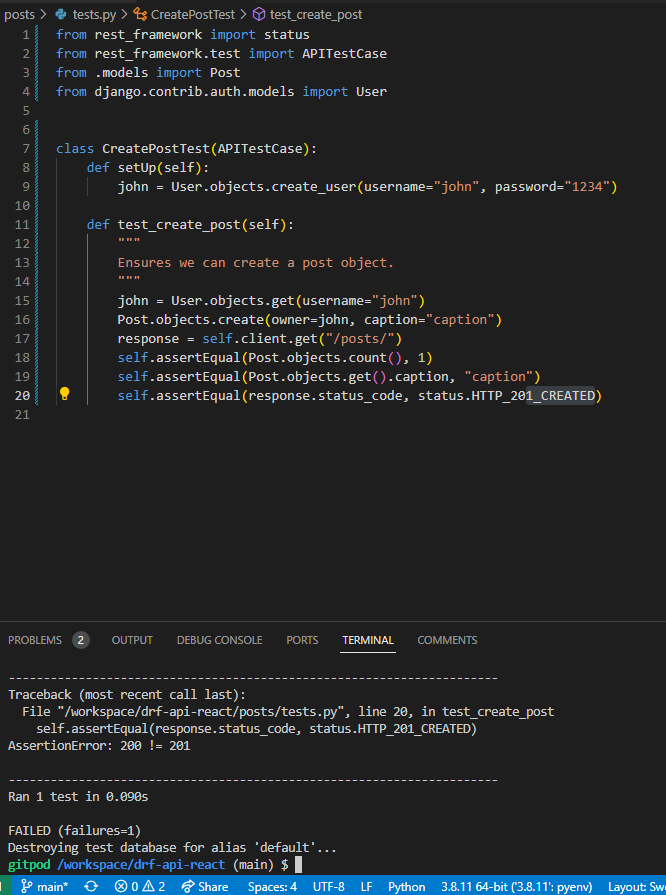 posts > tests.py > CreatePostTest > test_create_post
1 from rest_framework import status
2 from rest_framework.test import APITestCase
3 from .models import Post
4 from django.contrib.auth.models import User
5
6
7 class CreatePostTest(APITestCase):
8 def setUp(self):
9 john = User.objects.create_user(username="john", password="1234")
10
11 def test_create_post(self):
12 """
13 Ensures we can create a post object.
14 """
15 john = User.objects.get(username="john")
16 Post.objects.create(owner=john, caption="caption")
17 response = self.client.get("/posts/")
18 self.assertEqual(Post.objects.count(), 1)
19 self.assertEqual(Post.objects.get().caption, "caption")
20 self.assertEqual(response.status_code, status.HTTP_201_CREATED)
21
PROBLEMS 2 OUTPUT DEBUG CONSOLE PORTS TERMINAL COMMENTS
----------------------------------------------------------------------
Traceback (most recent call last):
File "/workspace/drf-api-react/posts/tests.py", line 20, in test_create_post
self.assertEqual(response.status_code, status.HTTP_201_CREATED)
AssertionError: 200 != 201
----------------------------------------------------------------------
Ran 1 test in 0.090s
FAILED (failures=1)
Destroying test database for alias 'default'...
gitpod /workspace/drf-api-react (main) $
main* 0 2 Share Spaces: 4 UTF-8 LF Python 3.8.11 64-bit ('3.8.11': pyenv) Layout: Swe